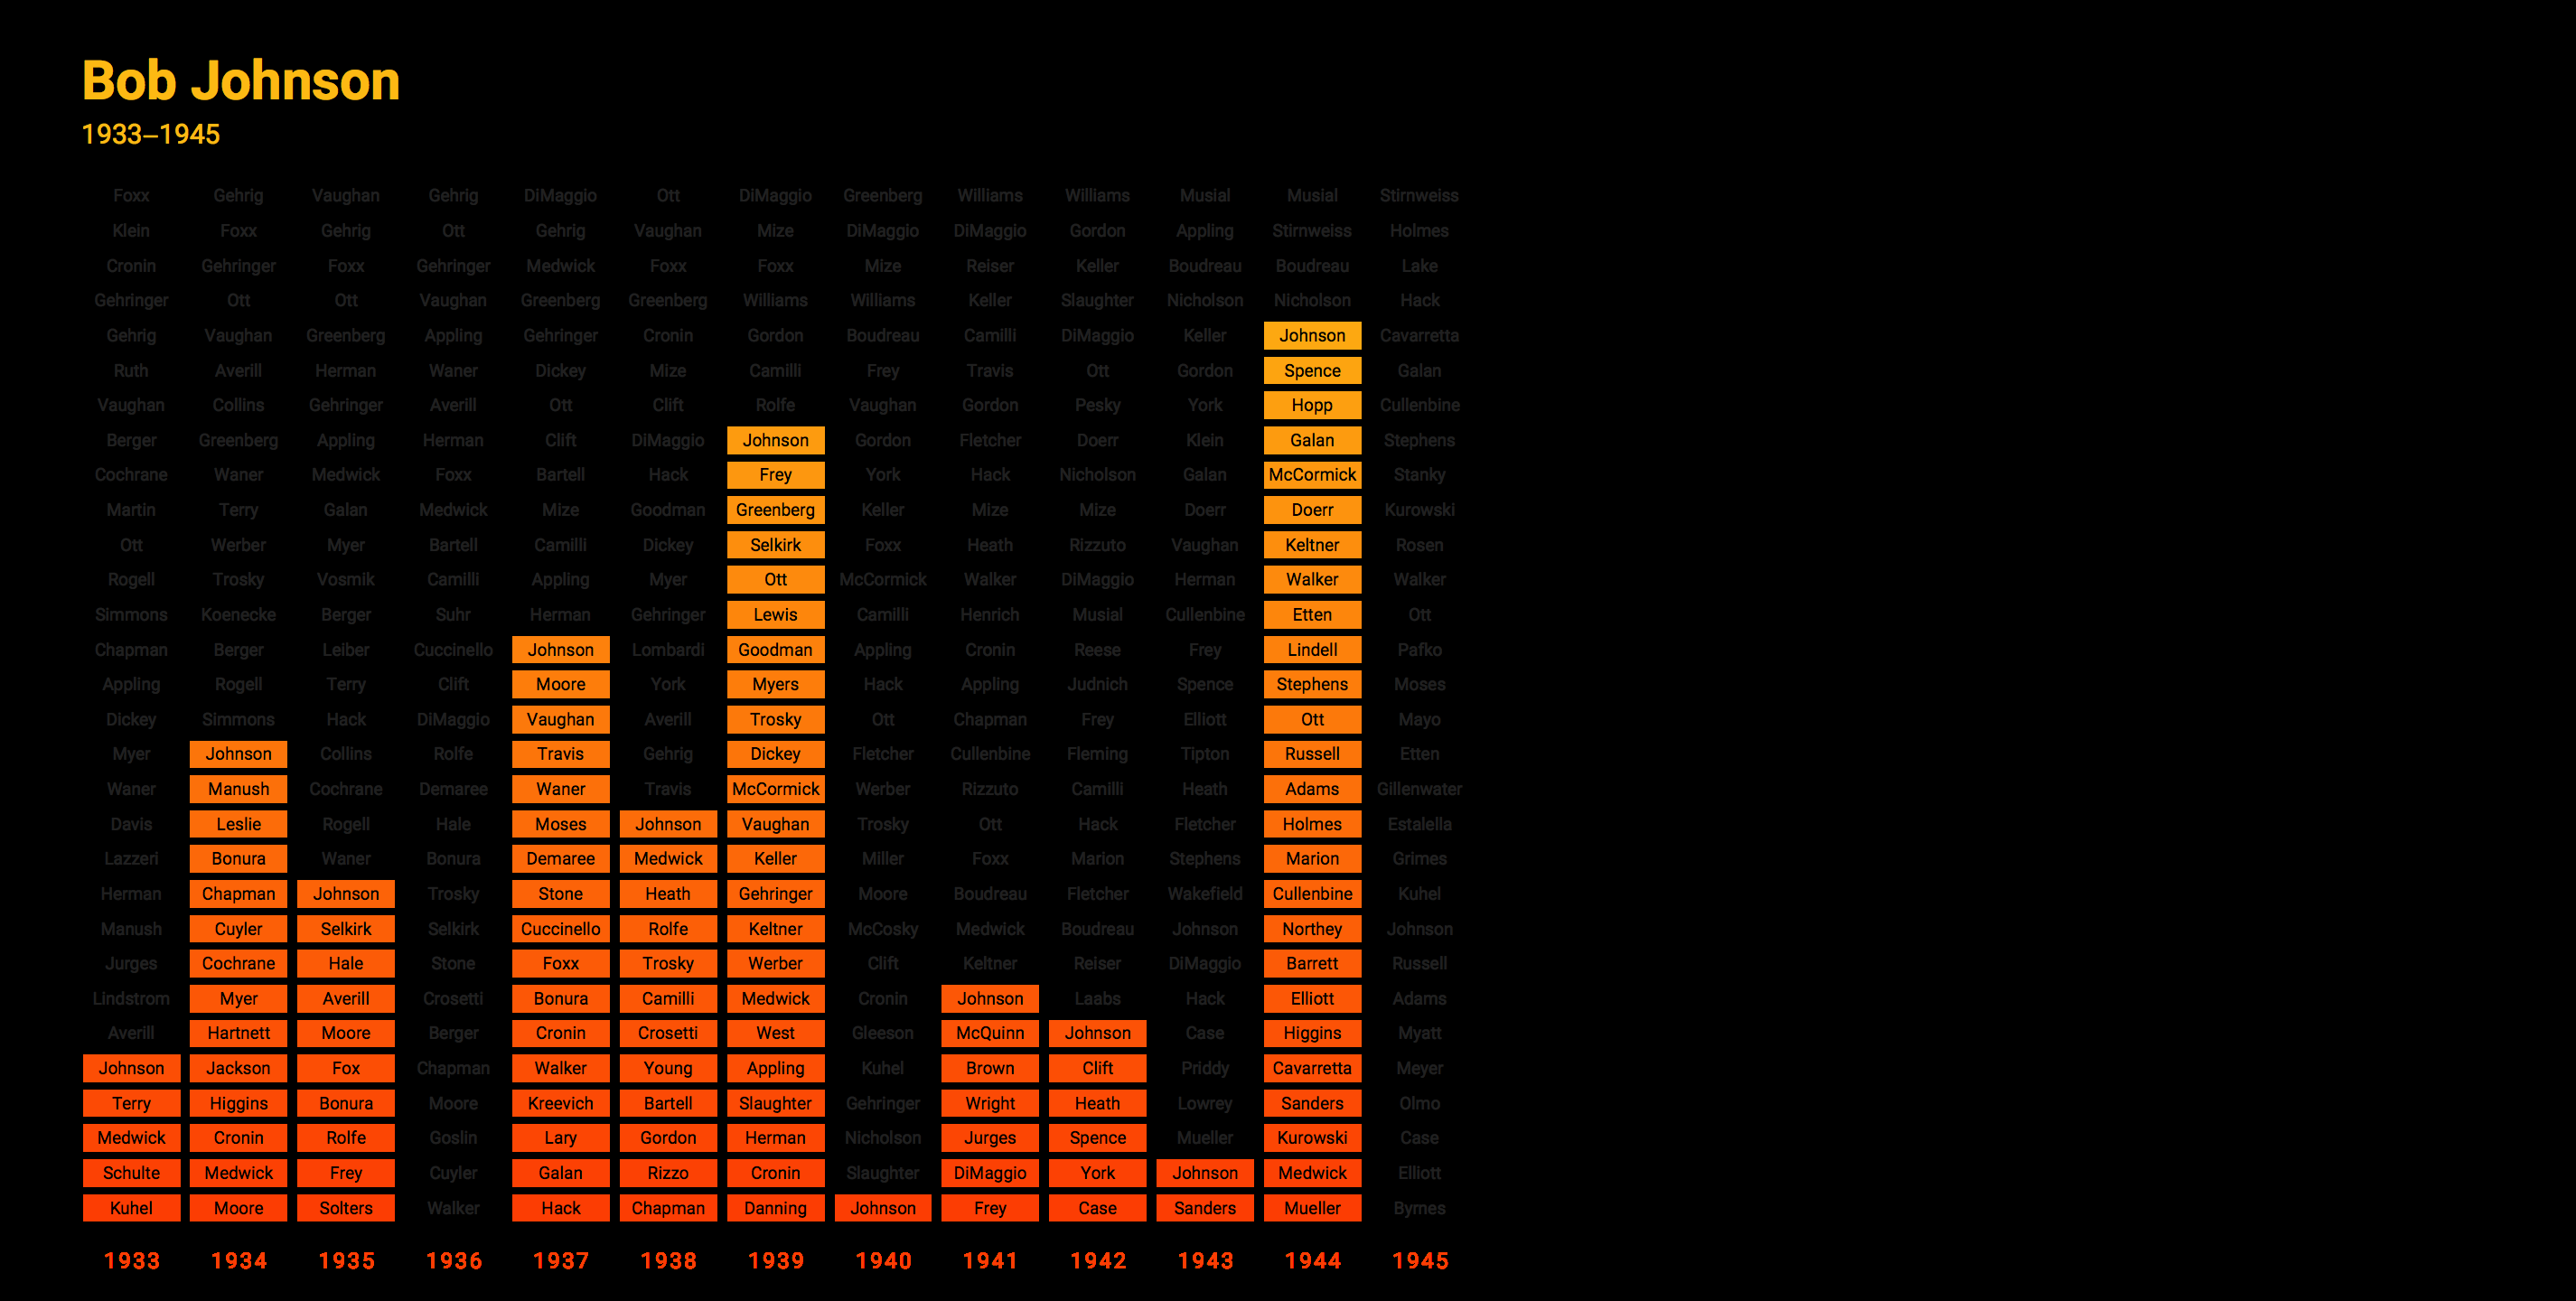 Bob Johnson
1933–1945
Foxx Gehrig Vaughan Gehrig DiMaggio Ott DiMaggio Greenberg Williams Williams Musial Musial Stirnweiss
Klein Foxx Gehrig Ott Gehrig Vaughan Mize DiMaggio DiMaggio Gordon Appling Stirnweiss Holmes
Cronin Gehringer Foxx Gehringer Medwick Foxx Foxx Mize Reiser Keller Boudreau Boudreau Lake
Gehringer Ott Ott Vaughan Greenberg Greenberg Williams Williams Keller Slaughter Nicholson Nicholson Hack
Gehrig Vaughan Greenberg Appling Gehringer Cronin Gordon Boudreau Camilli DiMaggio Keller Johnson Cavarretta
Ruth Averill Herman Waner Dickey Mize Camilli Frey Travis Ott Gordon Spence Galan
Vaughan Collins Gehringer Averill Ott Clift Rolfe Vaughan Gordon Pesky York Hopp Cullenbine
Berger Greenberg Appling Herman Clift DiMaggio Johnson Gordon Fletcher Doerr Klein Galan Stephens
Cochrane Waner Medwick Foxx Bartell Hack Frey York Hack Nicholson Galan McCormick Stanky
Martin Terry Galan Medwick Mize Goodman Greenberg Keller Mize Mize Doerr Doerr Kurowski
Ott Werber Myer Bartell Camilli Dickey Selkirk Foxx Heath Rizzuto Vaughan Keltner Rosen
Rogell Trosky Vosmik Camilli Appling Myer Ott McCormick Walker DiMaggio Herman Walker Walker
Simmons Koenecke Berger Suhr Herman Gehringer Lewis Camilli Henrich Musial Cullenbine Etten Ott
Chapman Berger Leiber Cuccinello Johnson Lombardi Goodman Appling Cronin Reese Frey Lindell Pafko
Appling Rogell Terry Clift Moore York Myers Hack Appling Judnich Spence Stephens Moses
Dickey Simmons Hack DiMaggio Vaughan Averill Trosky Ott Chapman Frey Elliott Ott Mayo
Myer Johnson Collins Rolfe Travis Gehrig Dickey Fletcher Cullenbine Fleming Tipton Russell Etten
Waner Manush Cochrane Demaree Waner Travis McCormick Werber Rizzuto Camilli Heath Adams Gillenwater
Davis Leslie Rogell Hale Moses Johnson Vaughan Trosky Ott Hack Fletcher Holmes Estalella
Lazzeri Bonura Waner Bonura Demaree Medwick Keller Miller Foxx Marion Stephens Marion Grimes
Herman Chapman Johnson Trosky Stone Heath Gehringer Moore Boudreau Fletcher Wakefield Cullenbine Kuhel
Manush Cuyler Selkirk Selkirk Cuccinello Rolfe Keltner McCosky Medwick Boudreau Johnson Northey Johnson
Jurges Cochrane Hale Stone Foxx Trosky Werber Clift Keltner Reiser DiMaggio Barrett Russell
Lindstrom Myer Averill Crosetti Bonura Camilli Medwick Cronin Johnson Laabs Hack Elliott Adams
Averill Hartnett Moore Berger Cronin Crosetti West Gleeson McQuinn Johnson Case Higgins Myatt
Johnson Jackson Fox Chapman Walker Young Appling Kuhel Brown Clift Priddy Cavarretta Meyer
Terry Higgins Bonura Moore Kreevich Bartell Slaughter Gehringer Wright Heath Lowrey Sanders Olmo
Medwick Cronin Rolfe Goslin Lary Gordon Herman Nicholson Jurges Spence Mueller Kurowski Case
Schulte Medwick Frey Cuyler Galan Rizzo Cronin Slaughter DiMaggio York Johnson Medwick Elliott
Kuhel Moore Solters Walker Hack Chapman Danning Johnson Frey Case Sanders Mueller Byrnes
1933 1934 1935 1936 1937 1938 1939 1940 1941 1942 1943 1944 1945